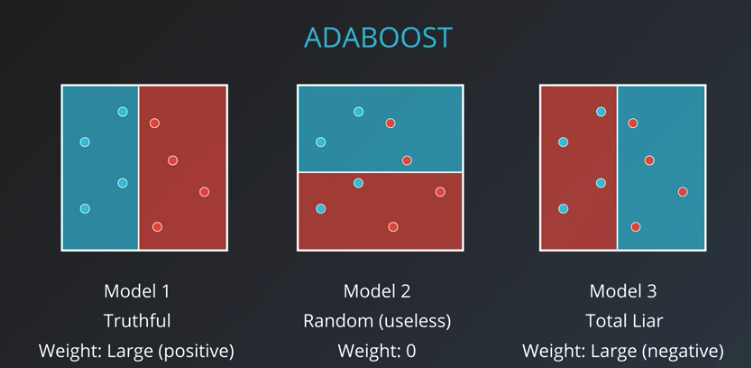 ADABOOST
Model 1
Truthful
Weight: Large (positive)
Model 2
Random (useless)
Weight: 0
Model 3
Total Liar
Weight: Large (negative)